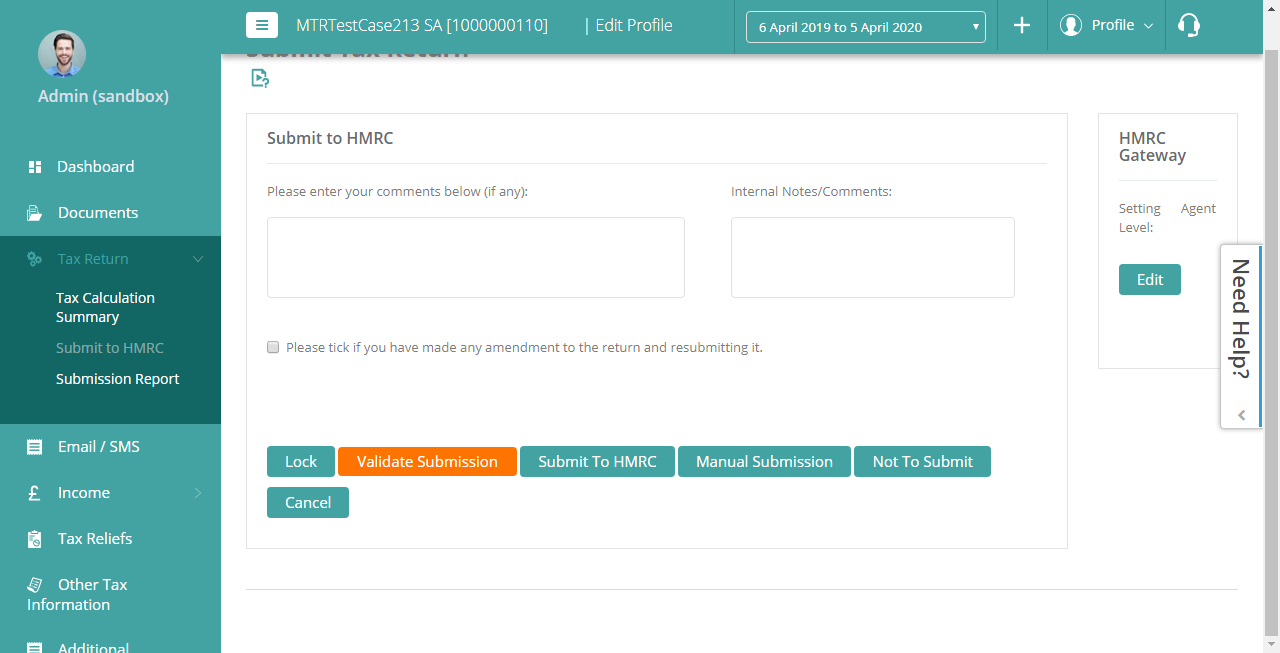 MTRTestCase213 SA [1000000110]
| Edit Profile
6 April 2019 to 5 April 2020
Profile
Admin (sandbox)
Dashboard
Documents
Tax Return
Tax Calculation
Summary
Submit to HMRC
Submission Report
Email / SMS
£ Income
Tax Reliefs
Other Tax
Information
Additional
Submit Tax Return
Submit to HMRC
Please enter your comments below (if any):
Internal Notes/Comments:
Please tick if you have made any amendment to the return and resubmitting it.
Lock
Validate Submission
Submit To HMRC
Manual Submission
Not To Submit
Cancel
HMRC
Gateway
Setting Agent
Level:
Edit
Need Help?